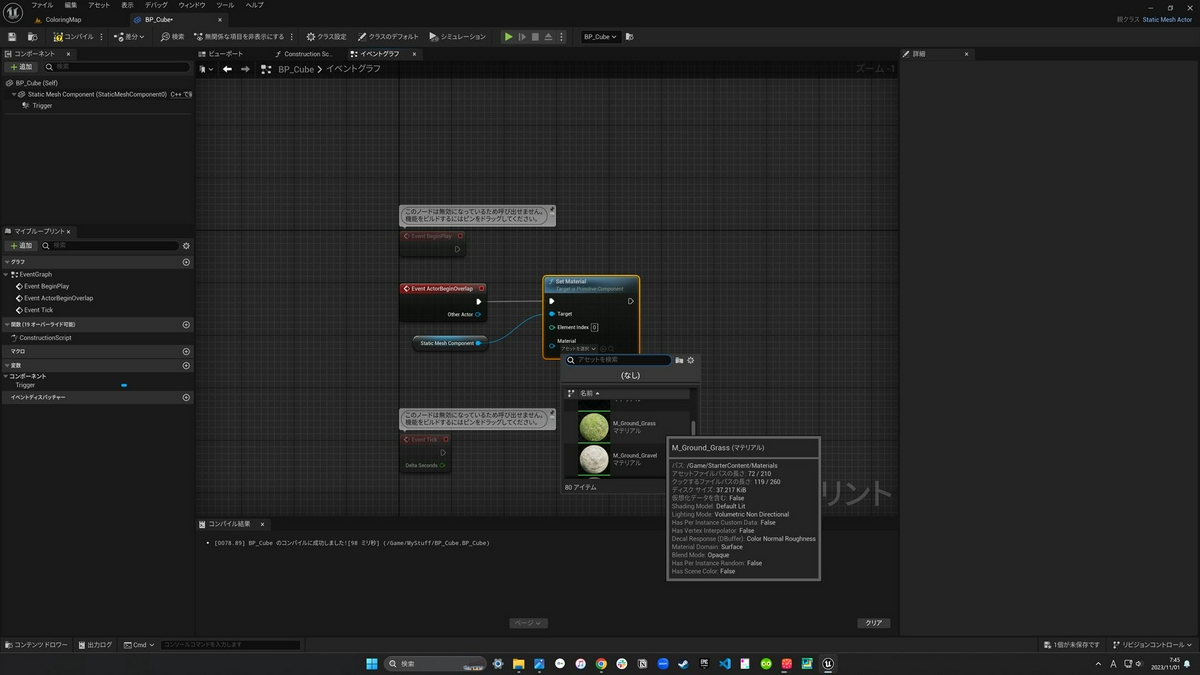 ファイル 編集 アセット 表示 デバッグ ウィンドウ ツール ヘルプ
ColoringMap
BP_Cube*
親クラス Static Mesh Actor
コンパイル 差分 検索 無関係な項目を非表示にする クラス設定 クラスのデフォルト シミュレーション BP_Cube
コンポーネント
ビューポート Construction Sc... イベントグラフ 詳細
追加 検索
BP_Cube > イベントグラフ
ズーム -1
BP_Cube (Self)
Static Mesh Component (StaticMeshComponent0) C++ で
Trigger
このノードは無効になっているため呼び出せません。
機能をビルドするにはピンをドラッグしてください。
Event BeginPlay
マイブループリント
追加 検索
グラフ
EventGraph
Event BeginPlay
Event ActorBeginOverlap
Event Tick
関数 (19 オーバーライド可能)
ConstructionScript
マクロ
変数
コンポーネント
Trigger
イベントディスパッチャー
Event ActorBeginOverlap
Other Actor
Static Mesh Component
Set Material
Target is Primitive Component
Target
Element Index 0
Material
アセットを選択
アセットを検索
(なし)
名前
M_Ground_Grass
マテリアル
M_Ground_Gravel
マテリアル
80 アイテム
このノードは無効になっているため呼び出せません。
機能をビルドするにはピンをドラッグしてください。
Event Tick
Delta Seconds
リント
M_Ground_Grass (マテリアル)
パス: /Game/StarterContent/Materials
アセットファイルパスの長さ: 72 / 210
クックするファイルパスの長さ: 119 / 260
ディスク サイズ: 37.217 KiB
仮想化データを含む: False
Shading Model: Default Lit
Lighting Mode: Volumetric Non Directional
Has Per Instance Custom Data: False
Has Vertex Interpolator: False
Decal Response (DBuffer): Color Normal Roughness
Material Domain: Surface
Blend Mode: Opaque
Has Per Instance Random: False
Has Scene Color: False
コンパイル結果
[0078.89] BP_Cube のコンパイルに成功しました![98 ミリ秒] (/Game/MyStuff/BP_Cube.BP_Cube)
ページ
クリア
コンテンツドロワー 出力ログ Cmd コンソールコマンドを入力します
1個が未保存です リビジョンコントロール
検索
A
7:45
2023/11/01